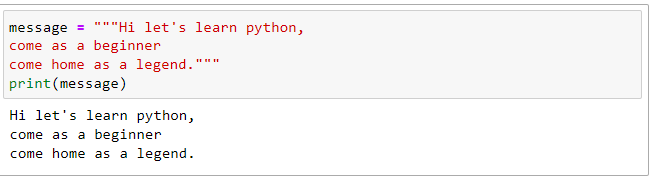 message = """Hi let's learn python,
come as a beginner
come home as a legend."""
print(message)
Hi let's learn python,
come as a beginner
come home as a legend.